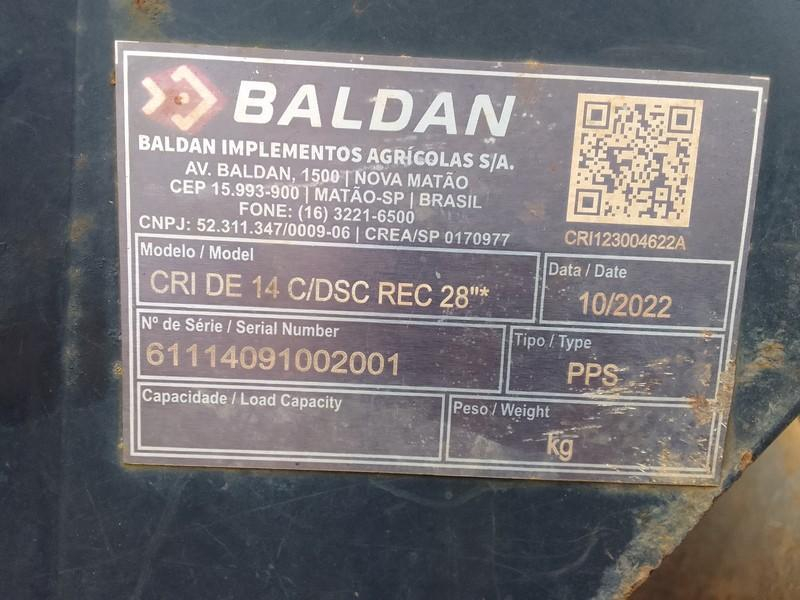 BALDAN
BALDAN IMPLEMENTOS AGRÍCOLAS S/A.
AV. BALDAN, 1500 | NOVA MATÃO
CEP 15.993-900 | MATÃO-SP | BRASIL
FONE: (16) 3221-6500
CNPJ: 52.311.347/0009-06 | CREA/SP 0170977
CRI123004622A
Modelo / Model
CRI DE 14 C/DSC REC 28"*
Data / Date
10/2022
Nº de Série / Serial Number
61114091002001
Tipo / Type
PPS
Capacidade / Load Capacity
Peso / Weight
kg